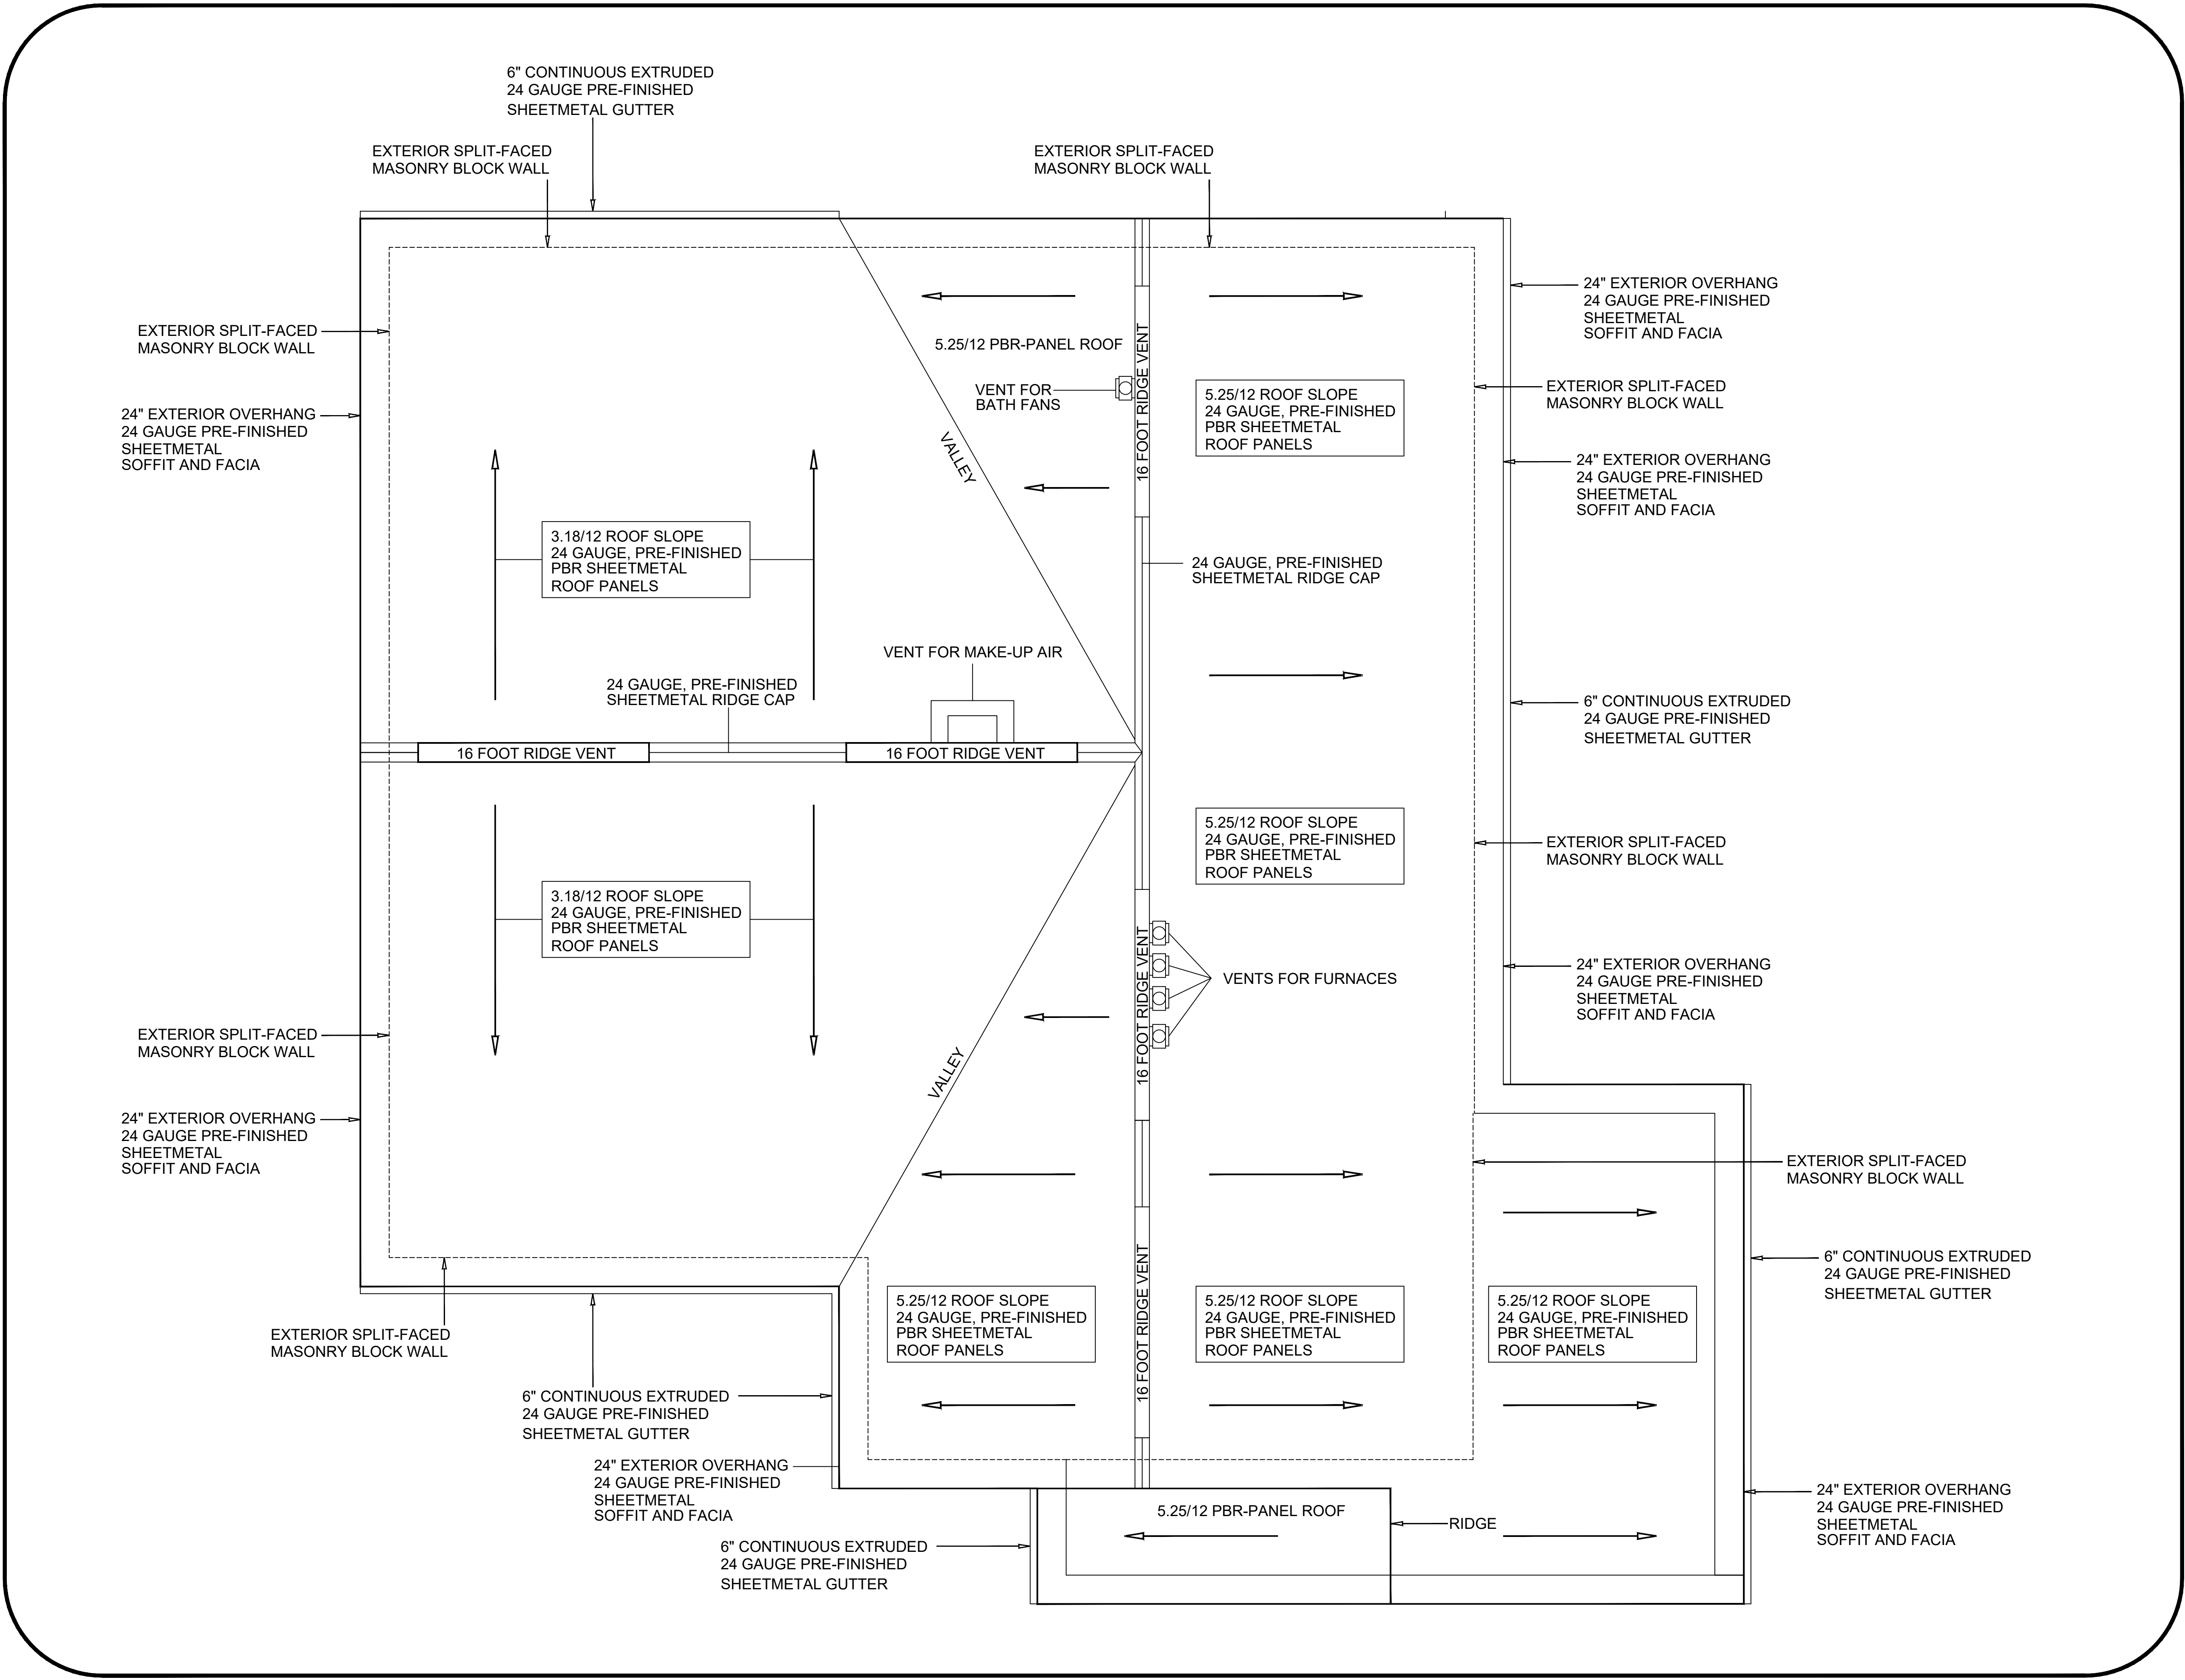 6" CONTINUOUS EXTRUDED
24 GAUGE PRE-FINISHED
SHEETMETAL GUTTER
EXTERIOR SPLIT-FACED
MASONRY BLOCK WALL
EXTERIOR SPLIT-FACED
MASONRY BLOCK WALL
24" EXTERIOR OVERHANG
24 GAUGE PRE-FINISHED
SHEETMETAL
SOFFIT AND FACIA
EXTERIOR SPLIT-FACED
MASONRY BLOCK WALL
5.25/12 PBR-PANEL ROOF
16 FOOT RIDGE VENT
VENT FOR
BATH FANS
5.25/12 ROOF SLOPE
24 GAUGE, PRE-FINISHED
PBR SHEETMETAL
ROOF PANELS
EXTERIOR SPLIT-FACED
MASONRY BLOCK WALL
24" EXTERIOR OVERHANG
24 GAUGE PRE-FINISHED
SHEETMETAL
SOFFIT AND FACIA
VALLEY
24" EXTERIOR OVERHANG
24 GAUGE PRE-FINISHED
SHEETMETAL
SOFFIT AND FACIA
3.18/12 ROOF SLOPE
24 GAUGE, PRE-FINISHED
PBR SHEETMETAL
ROOF PANELS
24 GAUGE, PRE-FINISHED
SHEETMETAL RIDGE CAP
VENT FOR MAKE-UP AIR
24 GAUGE, PRE-FINISHED
SHEETMETAL RIDGE CAP
6" CONTINUOUS EXTRUDED
24 GAUGE PRE-FINISHED
SHEETMETAL GUTTER
16 FOOT RIDGE VENT
16 FOOT RIDGE VENT
5.25/12 ROOF SLOPE
24 GAUGE, PRE-FINISHED
PBR SHEETMETAL
ROOF PANELS
EXTERIOR SPLIT-FACED
MASONRY BLOCK WALL
3.18/12 ROOF SLOPE
24 GAUGE, PRE-FINISHED
PBR SHEETMETAL
ROOF PANELS
16 FOOT RIDGE VENT
VENTS FOR FURNACES
24" EXTERIOR OVERHANG
24 GAUGE PRE-FINISHED
SHEETMETAL
SOFFIT AND FACIA
EXTERIOR SPLIT-FACED
MASONRY BLOCK WALL
VALLEY
24" EXTERIOR OVERHANG
24 GAUGE PRE-FINISHED
SHEETMETAL
SOFFIT AND FACIA
EXTERIOR SPLIT-FACED
MASONRY BLOCK WALL
6" CONTINUOUS EXTRUDED
24 GAUGE PRE-FINISHED
SHEETMETAL GUTTER
16 FOOT RIDGE VENT
5.25/12 ROOF SLOPE
24 GAUGE, PRE-FINISHED
PBR SHEETMETAL
ROOF PANELS
5.25/12 ROOF SLOPE
24 GAUGE, PRE-FINISHED
PBR SHEETMETAL
ROOF PANELS
5.25/12 ROOF SLOPE
24 GAUGE, PRE-FINISHED
PBR SHEETMETAL
ROOF PANELS
EXTERIOR SPLIT-FACED
MASONRY BLOCK WALL
6" CONTINUOUS EXTRUDED
24 GAUGE PRE-FINISHED
SHEETMETAL GUTTER
24" EXTERIOR OVERHANG
24 GAUGE PRE-FINISHED
SHEETMETAL
SOFFIT AND FACIA
5.25/12 PBR-PANEL ROOF
RIDGE
24" EXTERIOR OVERHANG
24 GAUGE PRE-FINISHED
SHEETMETAL
SOFFIT AND FACIA
6" CONTINUOUS EXTRUDED
24 GAUGE PRE-FINISHED
SHEETMETAL GUTTER